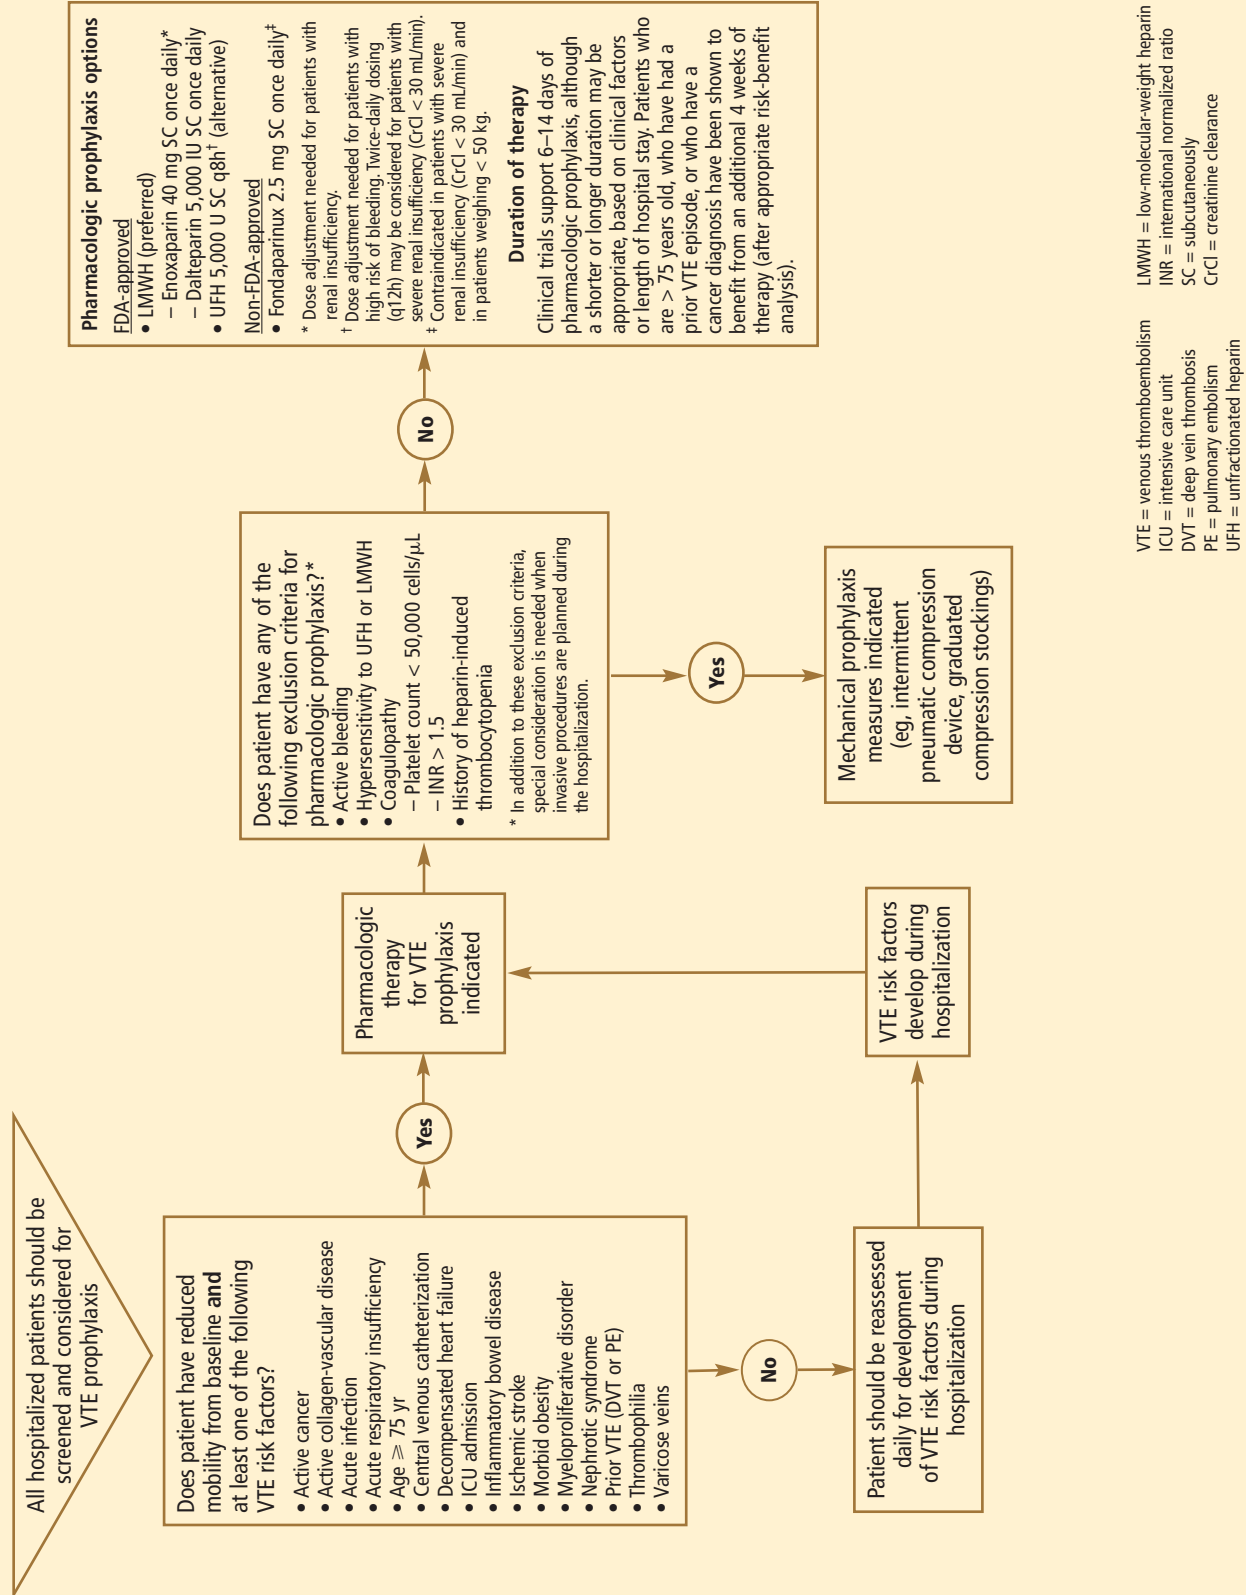 All hospitalized patients should be
screened and considered for
VTE prophylaxis
Does patient have reduced
mobility from baseline and
at least one of the following
VTE risk factors?
• Active cancer
• Active collagen-vascular disease
• Acute infection
• Acute respiratory insufficiency
• Age ⩾ 75 yr
• Central venous catheterization
• Decompensated heart failure
• ICU admission
• Inflammatory bowel disease
• Ischemic stroke
• Morbid obesity
• Myeloproliferative disorder
• Nephrotic syndrome
• Prior VTE (DVT or PE)
• Thrombophilia
• Varicose veins
No
Patient should be reassessed
daily for development
of VTE risk factors during
hospitalization
Yes
Pharmacologic
therapy
for VTE
prophylaxis
indicated
VTE risk factors
develop during
hospitalization
Does patient have any of the
following exclusion criteria for
pharmacologic prophylaxis?*
• Active bleeding
• Hypersensitivity to UFH or LMWH
• Coagulopathy
– Platelet count < 50,000 cells/µL
– INR > 1.5
• History of heparin-induced
thrombocytopenia
* In addition to these exclusion criteria,
special consideration is needed when
invasive procedures are planned during
the hospitalization.
Yes
Mechanical prophylaxis
measures indicated
(eg, intermittent
pneumatic compression
device, graduated
compression stockings)
No
Pharmacologic prophylaxis options
FDA-approved
• LMWH (preferred)
– Enoxaparin 40 mg SC once daily*
– Dalteparin 5,000 IU SC once daily
• UFH 5,000 U SC q8h† (alternative)
Non-FDA-approved
• Fondaparinux 2.5 mg SC once daily‡
* Dose adjustment needed for patients with
renal insufficiency.
† Dose adjustment needed for patients with
high risk of bleeding. Twice-daily dosing
(q12h) may be considered for patients with
severe renal insufficiency (CrCl < 30 mL/min).
‡ Contraindicated in patients with severe
renal insufficiency (CrCl < 30 mL/min) and
in patients weighing < 50 kg.
Duration of therapy
Clinical trials support 6–14 days of
pharmacologic prophylaxis, although
a shorter or longer duration may be
appropriate, based on clinical factors
or length of hospital stay. Patients who
are > 75 years old, who have had a
prior VTE episode, or who have a
cancer diagnosis have been shown to
benefit from an additional 4 weeks of
therapy (after appropriate risk-benefit
analysis).
VTE = venous thromboembolism
ICU = intensive care unit
DVT = deep vein thrombosis
PE = pulmonary embolism
UFH = unfractionated heparin
LMWH = low-molecular-weight heparin
INR = international normalized ratio
SC = subcutaneously
CrCl = creatinine clearance